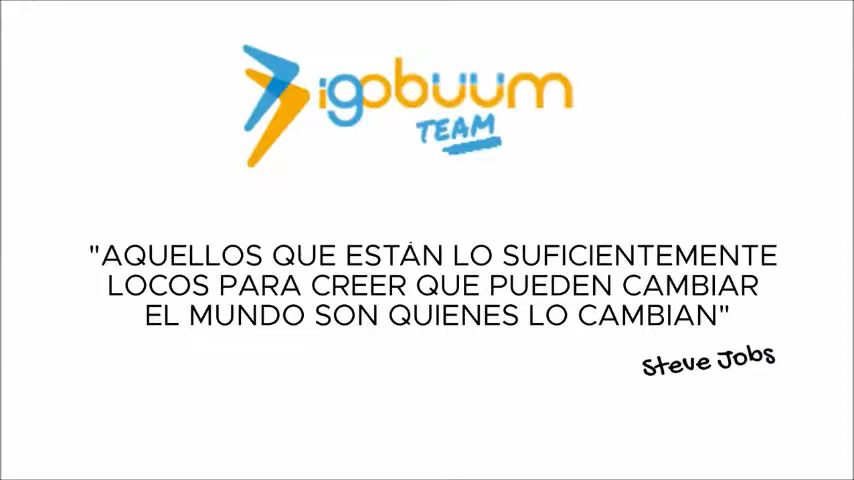 igobuum
TEAM
"AQUELLOS QUE ESTÁN LO SUFICIENTEMENTE
LOCOS PARA CREER QUE PUEDEN CAMBIAR
EL MUNDO SON QUIENES LO CAMBIAN"
Steve Jobs